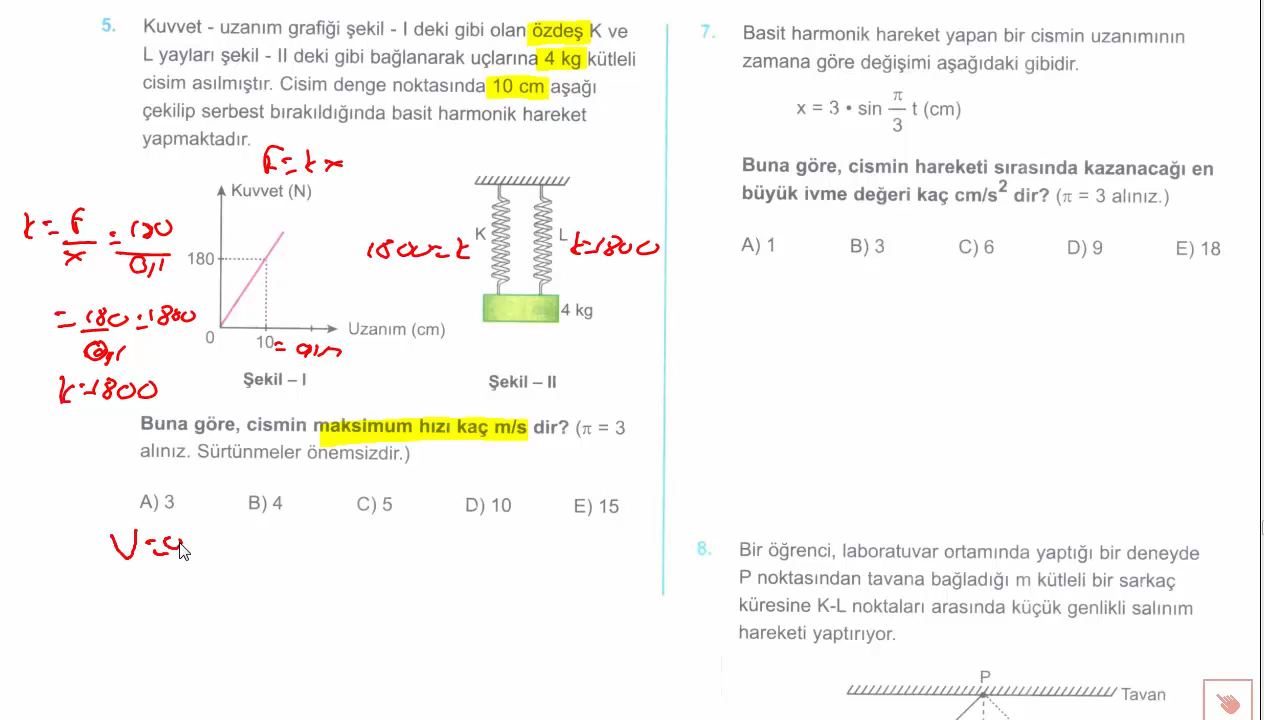 5. Kuvvet - uzanım grafiği şekil - I deki gibi olan özdeş K ve
L yayları şekil - II deki gibi bağlanarak uçlarına 4 kg kütleli
cisim asılmıştır. Cisim denge noktasında 10 cm aşağı
çekilip serbest bırakıldığında basit harmonik hareket
yapmaktadır.
F = k x
Kuvvet (N)
k = F/x = 180/0,1
180
= 180/0,1 = 1800
k = 1800
0
10
Uzanım (cm)
Şekil – I
1800 = k
K
L
k = 1800
4 kg
Şekil – II
Buna göre, cismin maksimum hızı kaç m/s dir? (π = 3
alınız. Sürtünmeler önemsizdir.)
A) 3 B) 4 C) 5 D) 10 E) 15
V =
7. Basit harmonik hareket yapan bir cismin uzanımının
zamana göre değişimi aşağıdaki gibidir.
x = 3 • sin π/3 t (cm)
Buna göre, cismin hareketi sırasında kazanacağı en
büyük ivme değeri kaç cm/s² dir? (π = 3 alınız.)
A) 1 B) 3 C) 6 D) 9 E) 18
8. Bir öğrenci, laboratuvar ortamında yaptığı bir deneyde
P noktasından tavana bağladığı m kütleli bir sarkaç
küresine K-L noktaları arasında küçük genlikli salınım
hareketi yaptırıyor.
P
Tavan